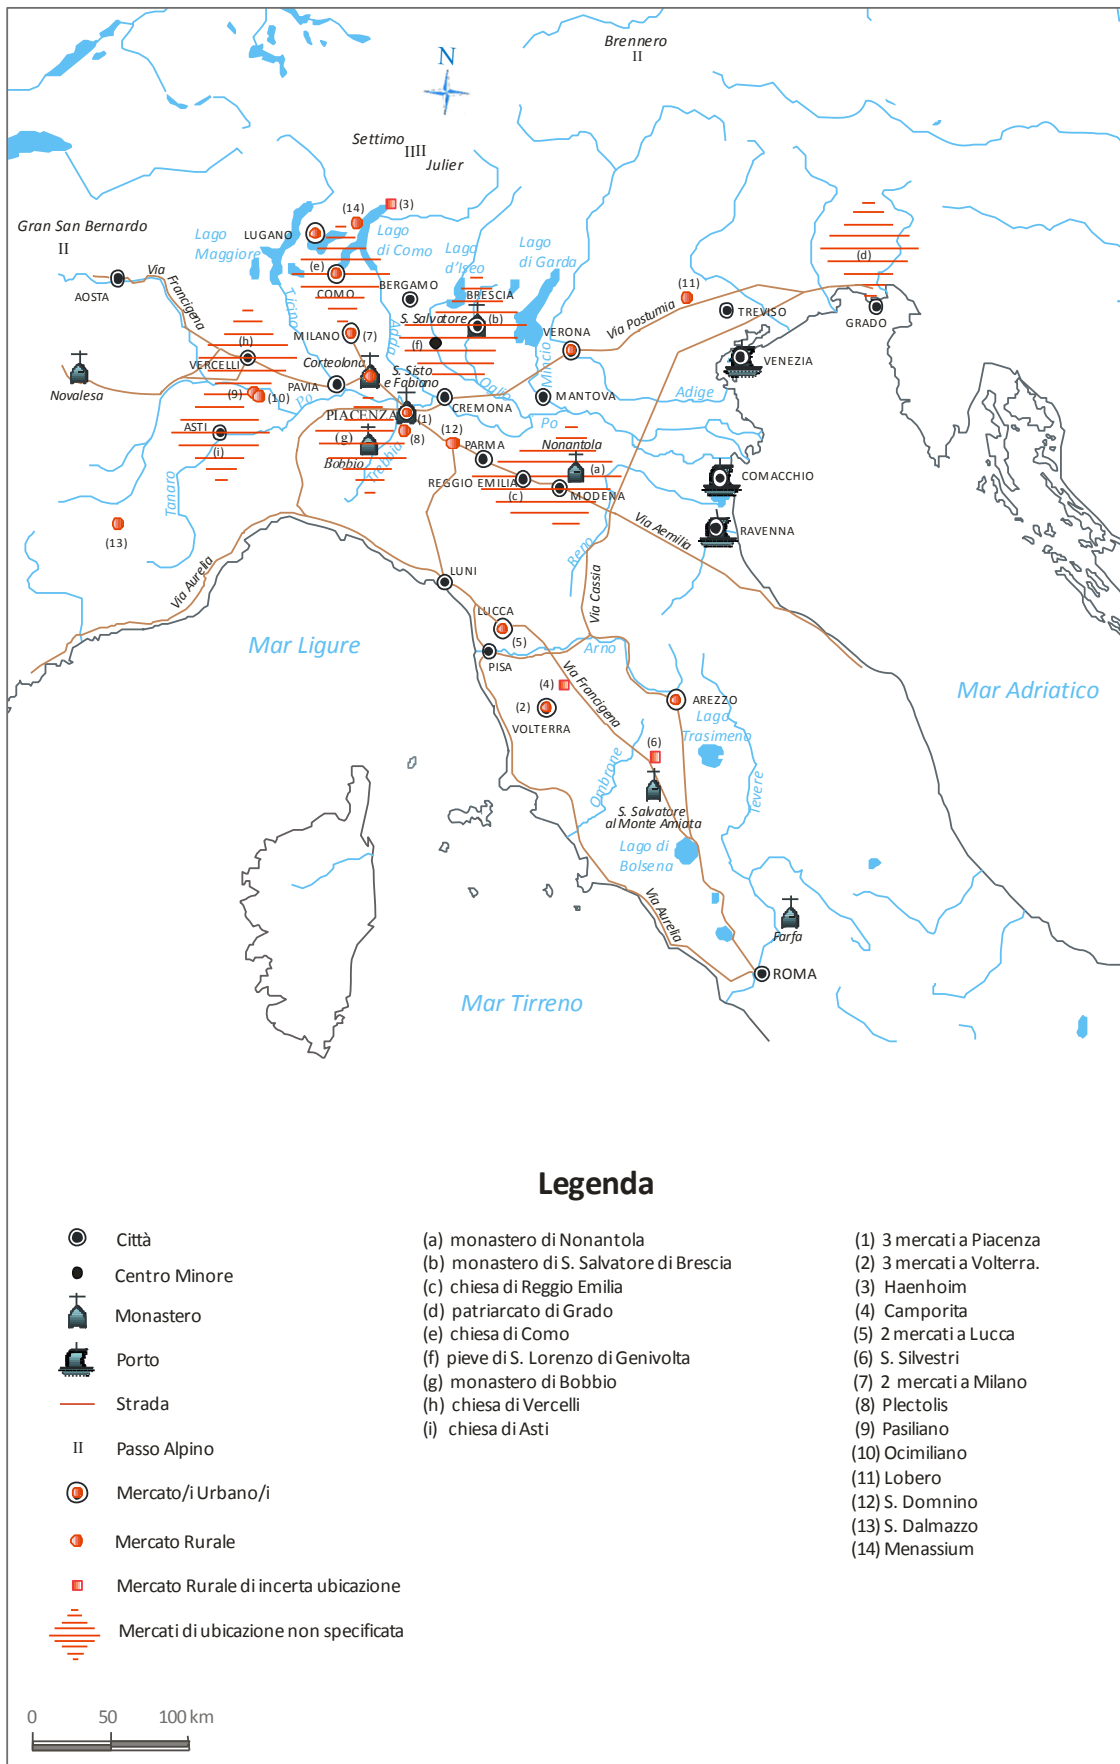 Brennero
II
N
Settimo
IIII
Julier
(3)
(14)
Gran San Bernardo
II
LUGANO
Lago
Maggiore
Lago
di Como
Lago
d'Iseo
Lago
di Garda
(d)
Via Francigena
(e)
AOSTA
COMO
BERGAMO
BRESCIA
(11)
Ticino
S. Salvatore
(b)
Via Postumia
TREVISO
GRADO
MILANO
(7)
Adda
(f)
VERONA
(h)
VERCELLI
Corteolona
S. Sisto
e Fabiano
Mincio
VENEZIA
Novalesa
PAVIA
Oglio
Adige
(9)
(10)
Po
CREMONA
MANTOVA
PIACENZA
(1)
Po
ASTI
(8)
(12)
(g)
PARMA
Nonantola
(i)
Bobbio
Trebbia
(a)
REGGIO EMILIA
(c)
MODENA
COMACCHIO
Tanaro
(13)
Via Aemilia
RAVENNA
Reno
Via Aurelia
LUNI
Via Cassia
LUCCA
(5)
Mar Ligure
PISA
Arno
(4)
Via Francigena
Mar Adriatico
(2)
VOLTERRA
AREZZO
Lago
Trasimeno
(6)
Ombrone
Tevere
S. Salvatore
al Monte Amiata
Lago di
Bolsena
Via Aurelia
Farfa
ROMA
Mar Tirreno
Legenda
Città
Centro Minore
Monastero
Porto
Strada
II Passo Alpino
Mercato/i Urbano/i
Mercato Rurale
Mercato Rurale di incerta ubicazione
Mercati di ubicazione non specificata
(a) monastero di Nonantola
(b) monastero di S. Salvatore di Brescia
(c) chiesa di Reggio Emilia
(d) patriarcato di Grado
(e) chiesa di Como
(f) pieve di S. Lorenzo di Genivolta
(g) monastero di Bobbio
(h) chiesa di Vercelli
(i) chiesa di Asti
(1) 3 mercati a Piacenza
(2) 3 mercati a Volterra.
(3) Haenhoim
(4) Camporita
(5) 2 mercati a Lucca
(6) S. Silvestri
(7) 2 mercati a Milano
(8) Plectolis
(9) Pasiliano
(10) Ocimiliano
(11) Lobero
(12) S. Domnino
(13) S. Dalmazzo
(14) Menassium
0 50 100 km